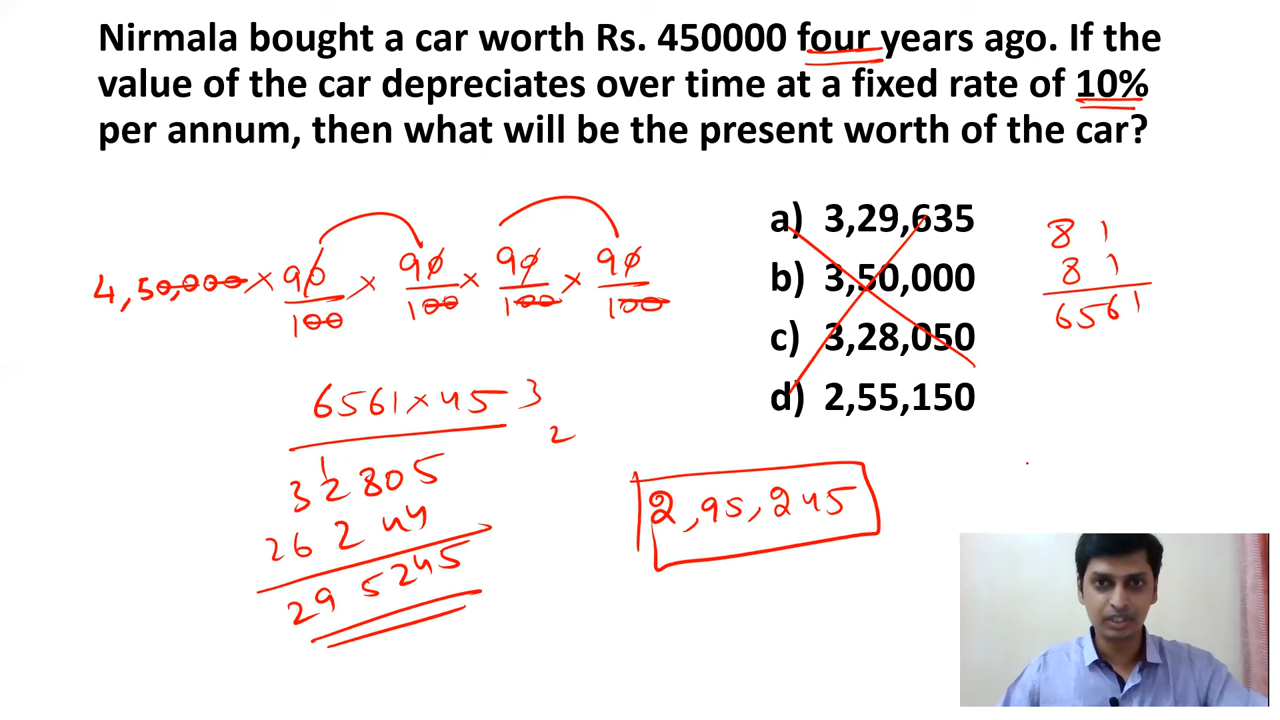 Nirmala bought a car worth Rs. 450000 four years ago. If the
value of the car depreciates over time at a fixed rate of 10%
per annum, then what will be the present worth of the car?
4,50,000 × 90/100 × 90/100 × 90/100 × 90/100
a) 3,29,635
b) 3,50,000
c) 3,28,050
d) 2,55,150
81
81
6561
6561 × 45 3
2
1
32805
26244
295245
2,95,245